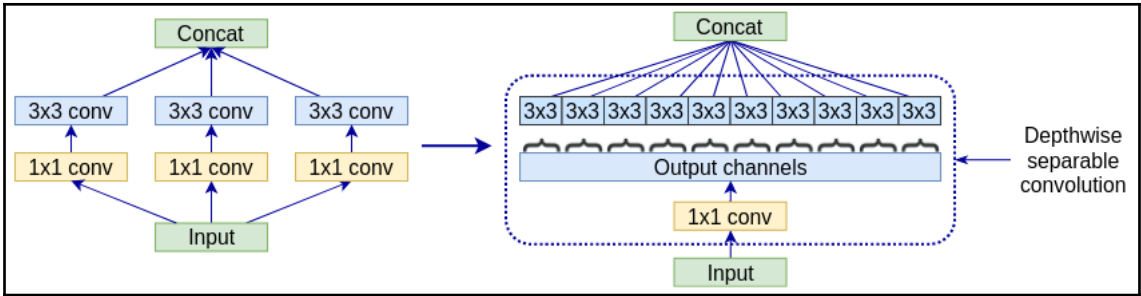 Concat
3x3 conv 3x3 conv 3x3 conv
1x1 conv 1x1 conv 1x1 conv
Input
Concat
3x3 3x3 3x3 3x3 3x3 3x3 3x3 3x3 3x3 3x3
Output channels
1x1 conv
Input
Depthwise
separable
convolution